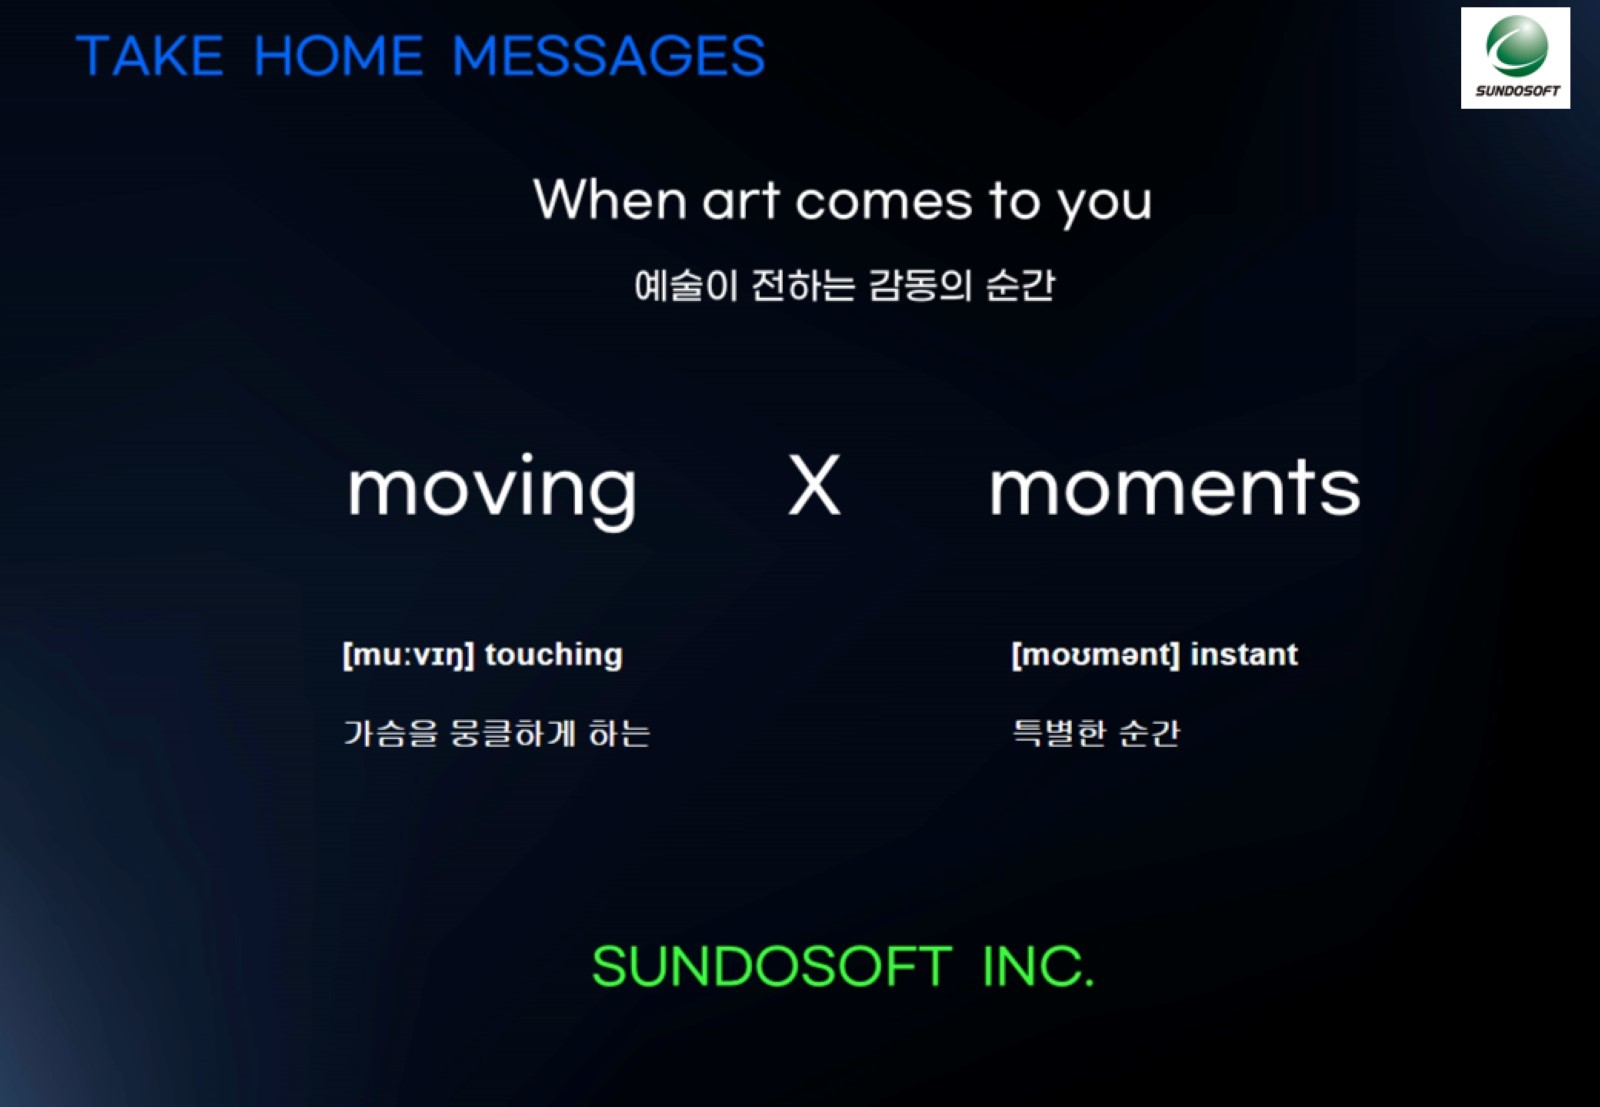 TAKE HOME MESSAGES
SUNDOSOFT
When art comes to you
예술이 전하는 감동의 순간
moving X moments
[muːvɪŋ] touching
[moʊmənt] instant
가슴을 뭉클하게 하는
특별한 순간
SUNDOSOFT INC.